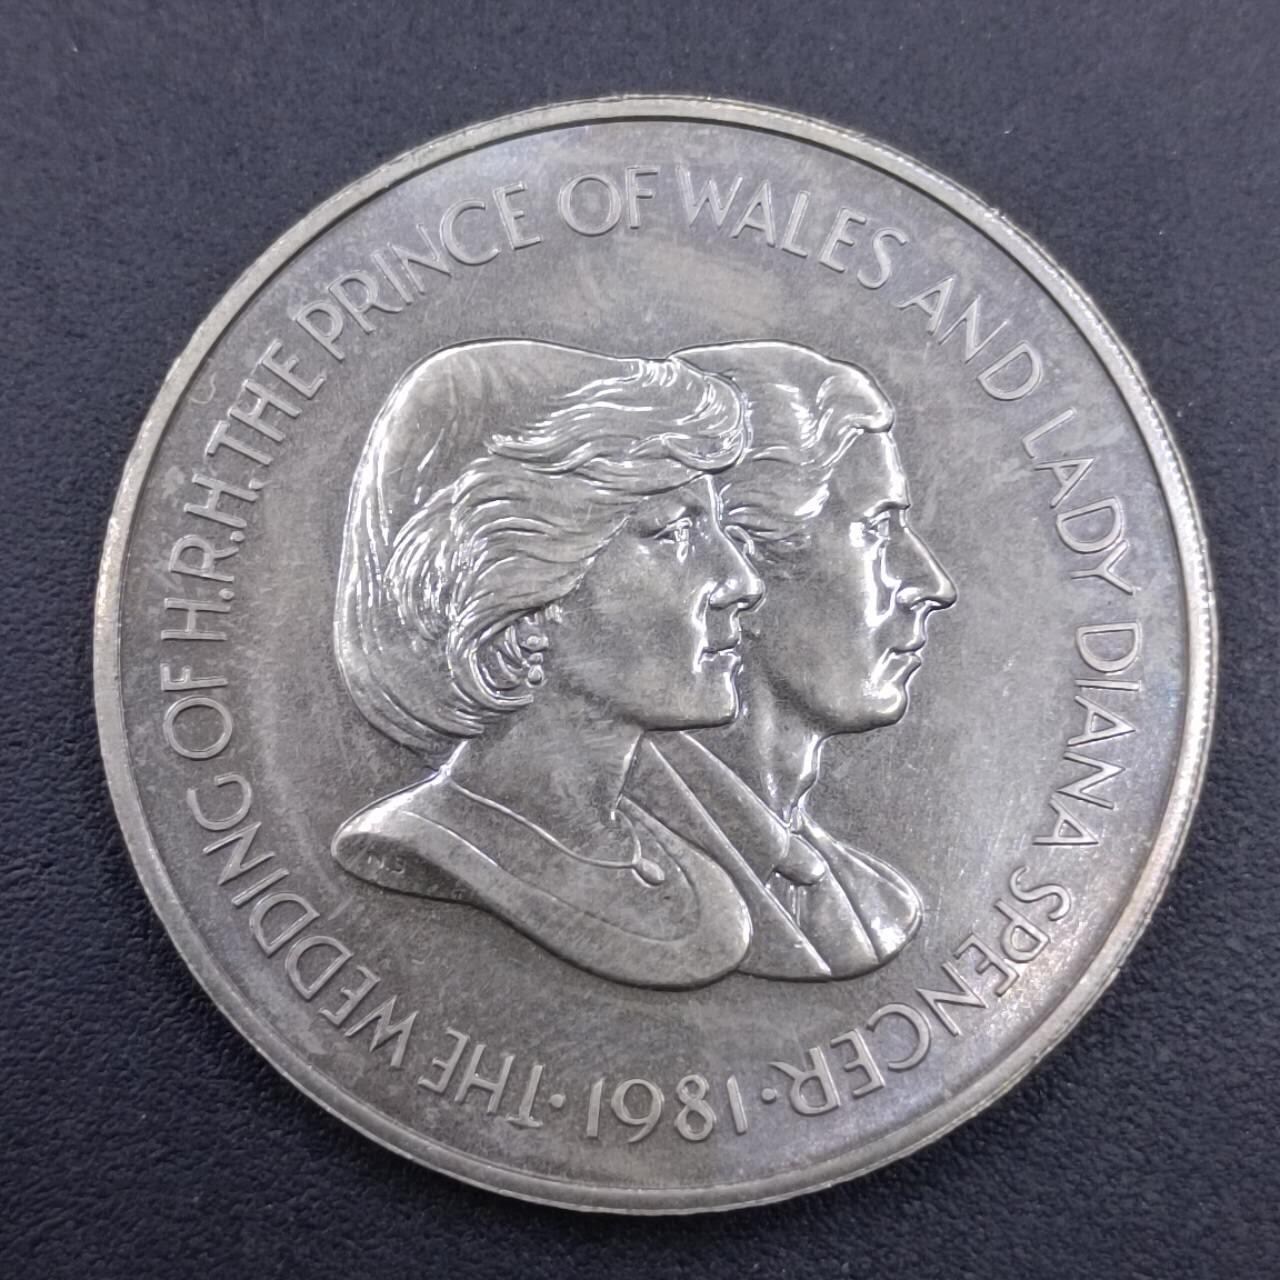 ·THE WEDDING OF H.R.H. THE PRINCE OF WALES AND LADY DIANA SPENCER·
1981